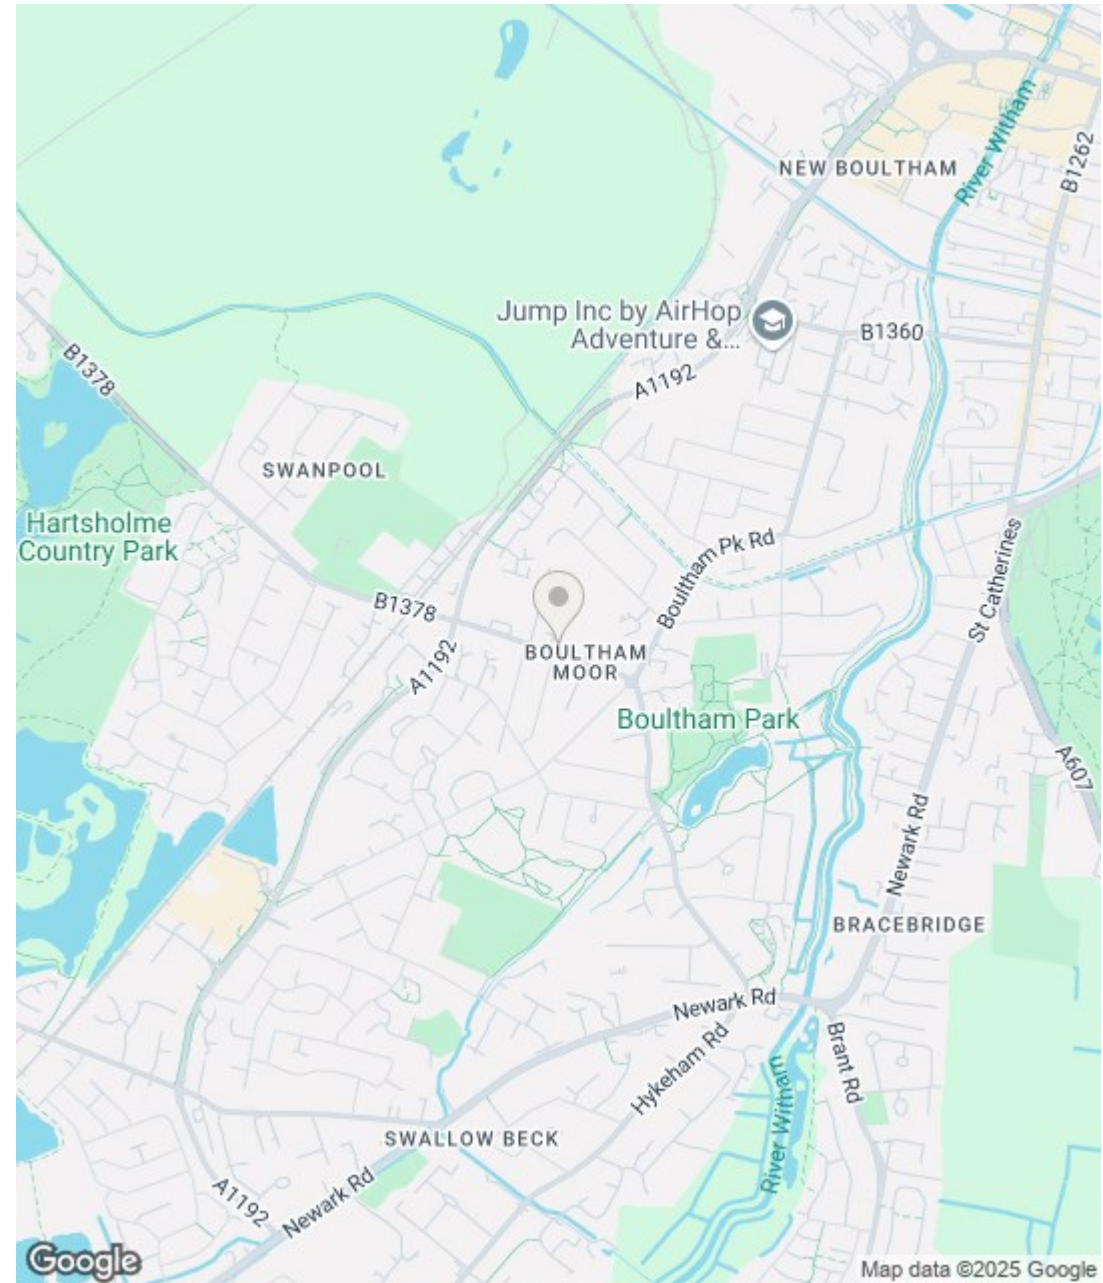 NEW BOULTHAM
River Witham
B1262
Jump Inc by AirHop
Adventure &...
B1360
B1378
A1192
SWANPOOL
Hartsholme
Country Park
Boultham Pk Rd
St Catherines
B1378
BOULTHAM
MOOR
A1192
Boultham Park
A607
Newark Rd
BRACEBRIDGE
Newark Rd
Hykeham Rd
Brant Rd
River Witham
SWALLOW BECK
A1192
Newark Rd
Google
Map data ©2025 Google